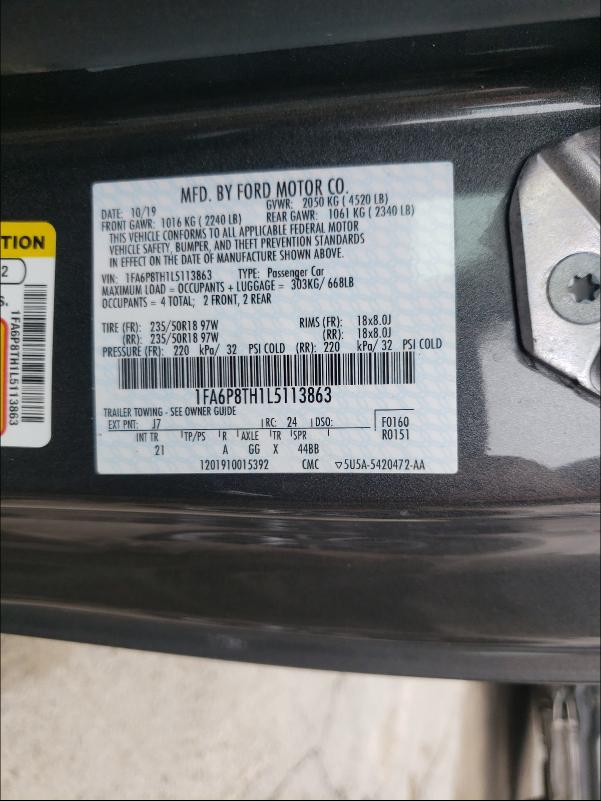 MFD. BY FORD MOTOR CO.
DATE: 10/19 GVWR: 2050 KG (4520 LB)
FRONT GAWR: 1016 KG (2240 LB) REAR GAWR: 1061 KG (2340 LB)
THIS VEHICLE CONFORMS TO ALL APPLICABLE FEDERAL MOTOR
VEHICLE SAFETY, BUMPER, AND THEFT PREVENTION STANDARDS
IN EFFECT ON THE DATE OF MANUFACTURE SHOWN ABOVE.
VIN: 1FA6P8TH1L5113863 TYPE: Passenger Car
MAXIMUM LOAD = OCCUPANTS + LUGGAGE = 303KG/ 668LB
OCCUPANTS = 4 TOTAL; 2 FRONT, 2 REAR
TIRE (FR): 235/50R18 97W RIMS (FR): 18x8.0J
(RR): 235/50R18 97W (RR): 18x8.0J
PRESSURE (FR): 220 kPa/ 32 PSI COLD (RR): 220 kPa/ 32 PSI COLD
1FA6P8TH1L5113863
TRAILER TOWING - SEE OWNER GUIDE
EXT PNT: J7 RC: 24 DSO: F0160
R0151
INT TR TP/PS R AXLE TR SPR
21 A GG X 44BB
1201910015392 CMC ▽5U5A-5420472-AA
TION
2
s.
1FA6P8TH1L5113863